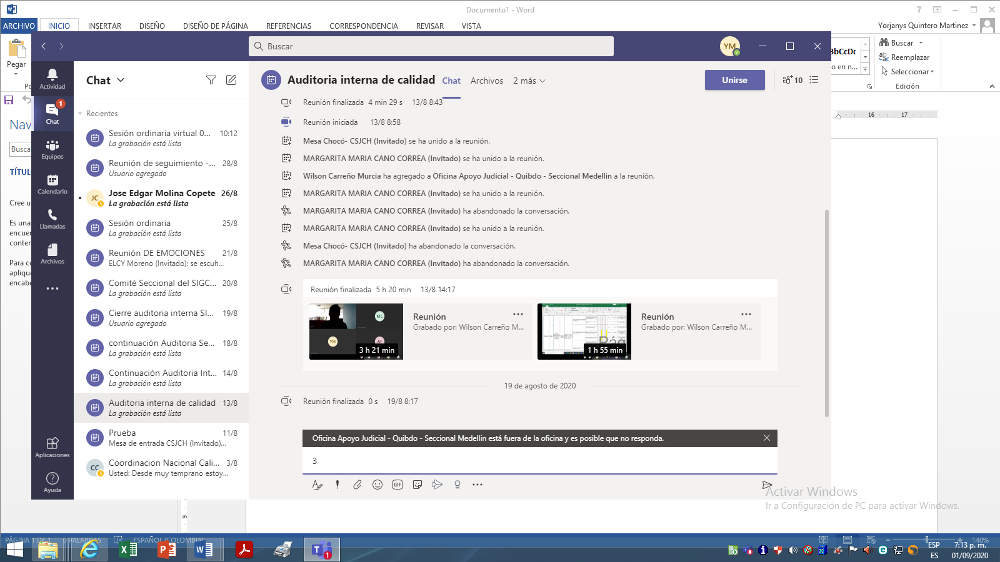 Documento1 - Word
ARCHIVO INICIO INSERTAR DISEÑO DISEÑO DE PÁGINA REFERENCIAS CORRESPONDENCIA REVISAR VISTA
Yorjanys Quintero Martinez
Pegar
Buscar
Reemplazar
Seleccionar
Edición
16 17
Buscar
YM
Actividad
1
Chat
Equipos
Calendario
Llamadas
Archivos
Aplicaciones
Ayuda
Chat
Recientes
Sesión ordinaria virtual 0... 10:12
La grabación está lista
Reunión de seguimiento -... 28/8
Usuario agregado
JC
Jose Edgar Molina Copete 26/8
La grabación está lista
Sesión ordinaria 25/8
La grabación está lista
Reunión DE EMOCIONES 21/8
ELCY Moreno (Invitado): se escuh...
Comité Seccional del SIGC... 20/8
La grabación está lista
Cierre auditoria interna SI... 19/8
Usuario agregado
continuación Auditoria Se... 18/8
La grabación está lista
Continuación Auditoria Int... 14/8
La grabación está lista
Auditoria interna de calidad 13/8
La grabación está lista
Prueba 11/8
Mesa de entrada CSJCH (Invitado)...
CC
Coordinacion Nacional Cali... 3/8
Usted: Desde muy temprano estoy...
Auditoria interna de calidad Chat Archivos 2 más
Unirse
10
Reunión finalizada 4 min 29 s 13/8 8:43
Reunión iniciada 13/8 8:58
Mesa Chocó- CSJCH (Invitado) se ha unido a la reunión.
MARGARITA MARIA CANO CORREA (Invitado) se ha unido a la reunión.
Wilson Carreño Murcia ha agregado a Oficina Apoyo Judicial - Quibdo - Seccional Medellin a la reunión.
MARGARITA MARIA CANO CORREA (Invitado) se ha unido a la reunión.
MARGARITA MARIA CANO CORREA (Invitado) ha abandonado la conversación.
MARGARITA MARIA CANO CORREA (Invitado) se ha unido a la reunión.
Mesa Chocó- CSJCH (Invitado) ha abandonado la conversación.
MARGARITA MARIA CANO CORREA (Invitado) ha abandonado la conversación.
Reunión finalizada 5 h 20 min 13/8 14:17
MC
YM
AF
3 h 21 min
Reunión
Grabado por: Wilson Carreño M...
1 h 55 min
Reunión
Grabado por: Wilson Carreño M...
19 de agosto de 2020
Reunión finalizada 0 s 19/8 8:17
Oficina Apoyo Judicial - Quibdo - Seccional Medellin está fuera de la oficina y es posible que no responda.
3
GIF
Activar Windows
Ir a Configuración de PC para activar Windows.
9
PÁGINA 1 DE 1 0 PALABRAS ESPAÑOL (COLOMBIA)
140%
1
ESP
ES
7:13 p. m.
01/09/2020